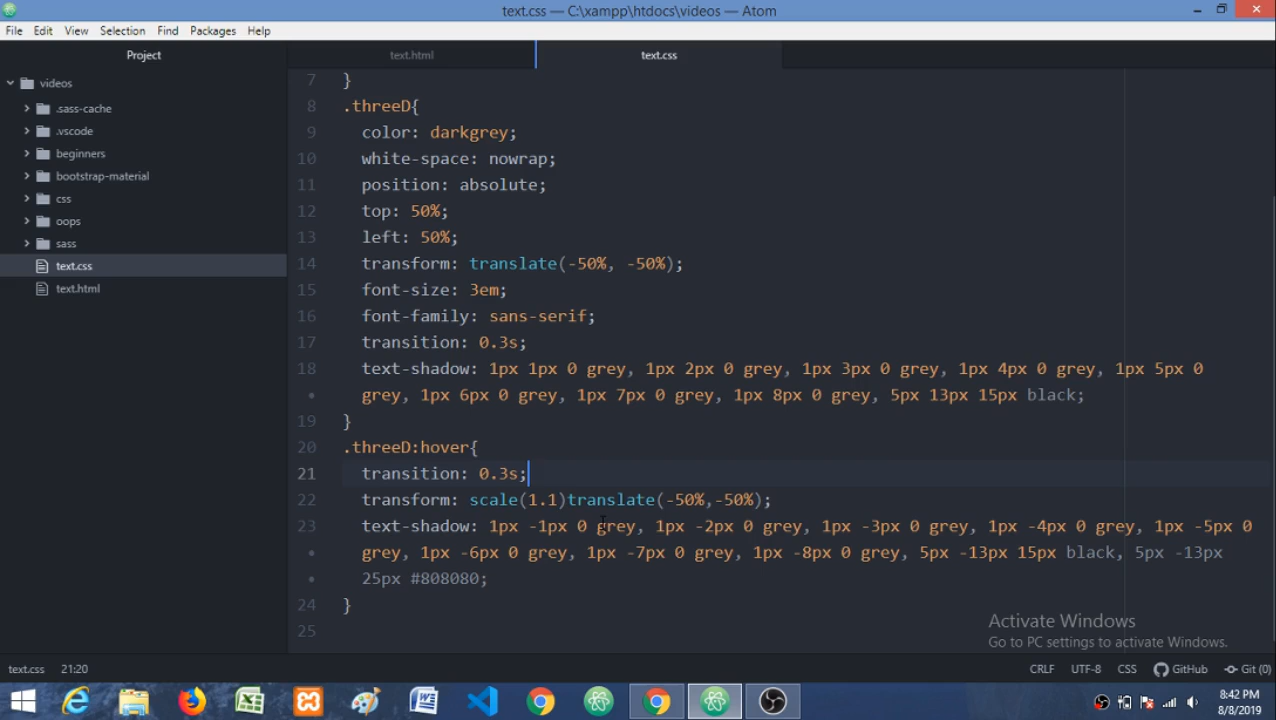 text.css — C:\xampp\htdocs\videos — Atom
File Edit View Selection Find Packages Help
Project
text.html
text.css
videos
.sass-cache
.vscode
beginners
bootstrap-material
css
oops
sass
text.css
text.html
7 }
8 .threeD{
9 color: darkgrey;
10 white-space: nowrap;
11 position: absolute;
12 top: 50%;
13 left: 50%;
14 transform: translate(-50%, -50%);
15 font-size: 3em;
16 font-family: sans-serif;
17 transition: 0.3s;
18 text-shadow: 1px 1px 0 grey, 1px 2px 0 grey, 1px 3px 0 grey, 1px 4px 0 grey, 1px 5px 0
• grey, 1px 6px 0 grey, 1px 7px 0 grey, 1px 8px 0 grey, 5px 13px 15px black;
19 }
20 .threeD:hover{
21 transition: 0.3s;
22 transform: scale(1.1)translate(-50%,-50%);
23 text-shadow: 1px -1px 0 grey, 1px -2px 0 grey, 1px -3px 0 grey, 1px -4px 0 grey, 1px -5px 0
• grey, 1px -6px 0 grey, 1px -7px 0 grey, 1px -8px 0 grey, 5px -13px 15px black, 5px -13px
• 25px #808080;
24 }
25
Activate Windows
Go to PC settings to activate Windows.
text.css 21:20
CRLF UTF-8 CSS GitHub Git (0)
8:42 PM
8/8/2019